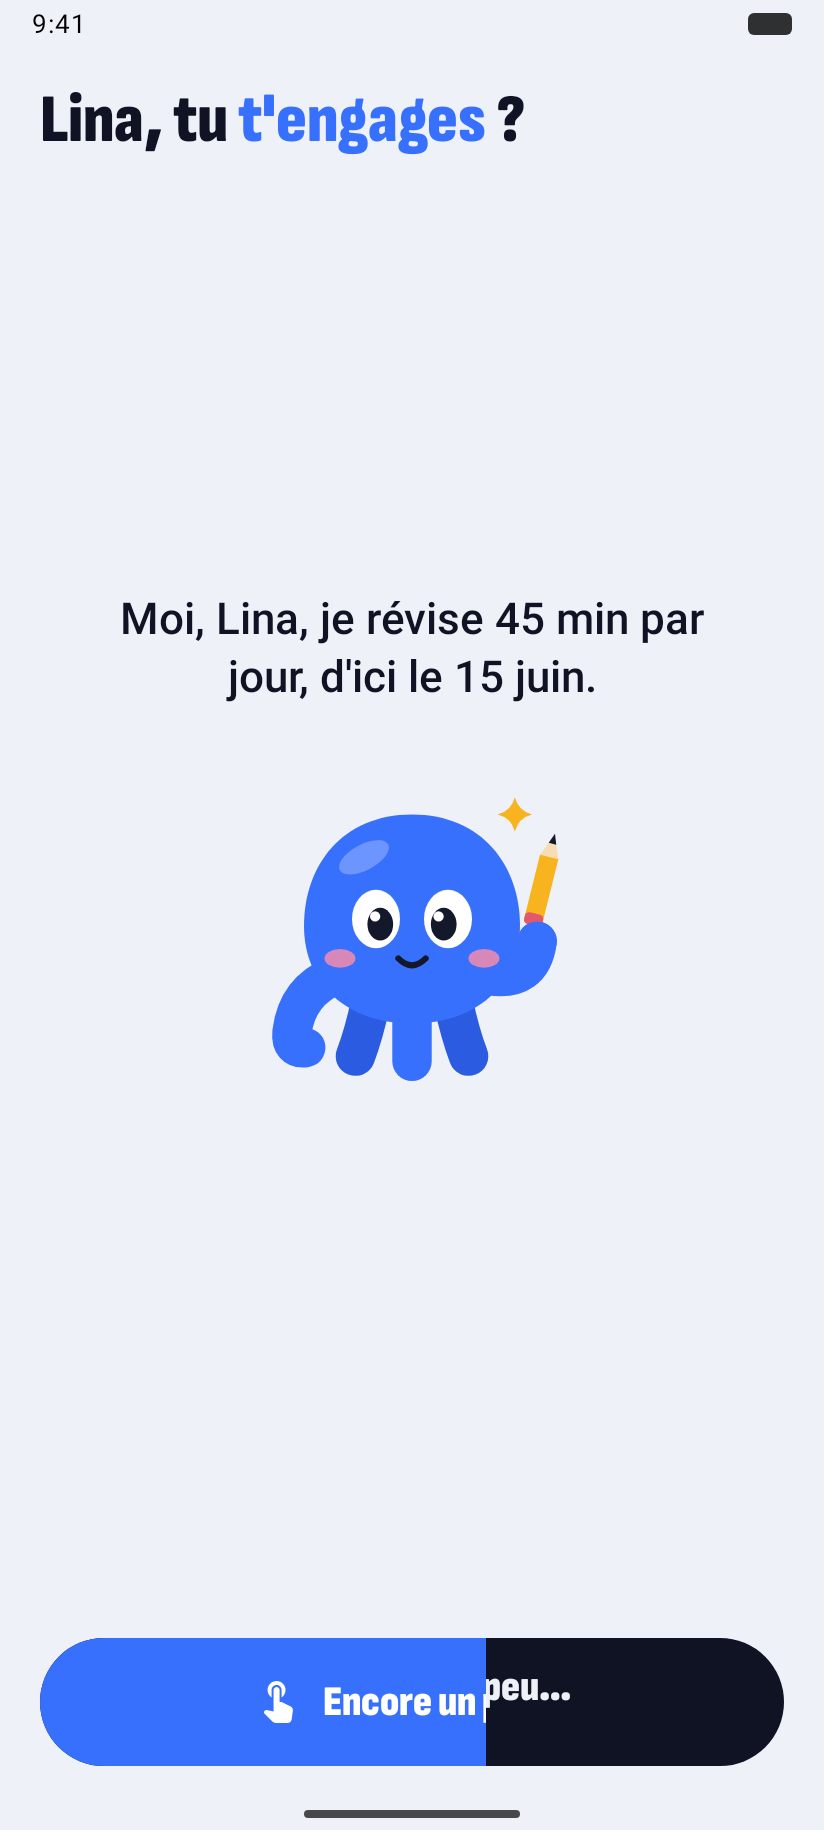 9:41
Lina, tu t'engages ?
Moi, Lina, je révise 45 min par
jour, d'ici le 15 juin.
Encore un peu...